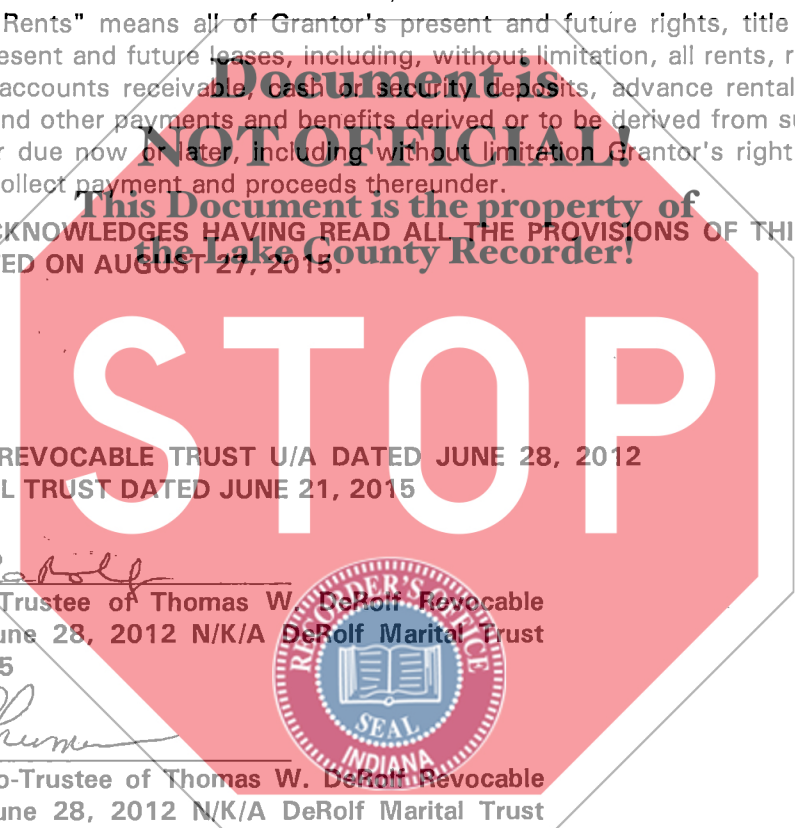 Rents" means all of Grantor's present and future rights, title
esent and future leases, including, without limitation, all rents, r
accounts receivable, cash or security deposits, advance rental
nd other payments and benefits derived or to be derived from su
r due now or later, including without limitation Grantor's right
ollect payment and proceeds thereunder.
CKNOWLEDGES HAVING READ ALL THE PROVISIONS OF THI
ED ON AUGUST 27, 2015.
Document is
NOT OFFICIAL!
This Document is the property of
the Lake County Recorder!
STOP
REVOCABLE TRUST U/A DATED JUNE 28, 2012
L TRUST DATED JUNE 21, 2015
Trustee of Thomas W. DeRolf Revocable
une 28, 2012 N/K/A DeRolf Marital Trust
5
o-Trustee of Thomas W. DeRolf Revocable
une 28, 2012 N/K/A DeRolf Marital Trust
RECORDER'S OFFICE
SEAL
INDIANA